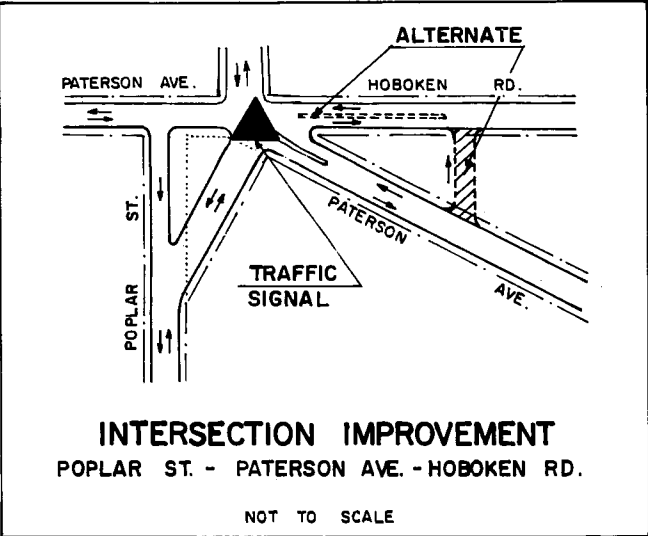 ALTERNATE
PATERSON AVE.
HOBOKEN RD.
POPLAR ST.
PATERSON AVE.
TRAFFIC
SIGNAL
INTERSECTION IMPROVEMENT
POPLAR ST. - PATERSON AVE. - HOBOKEN RD.
NOT TO SCALE